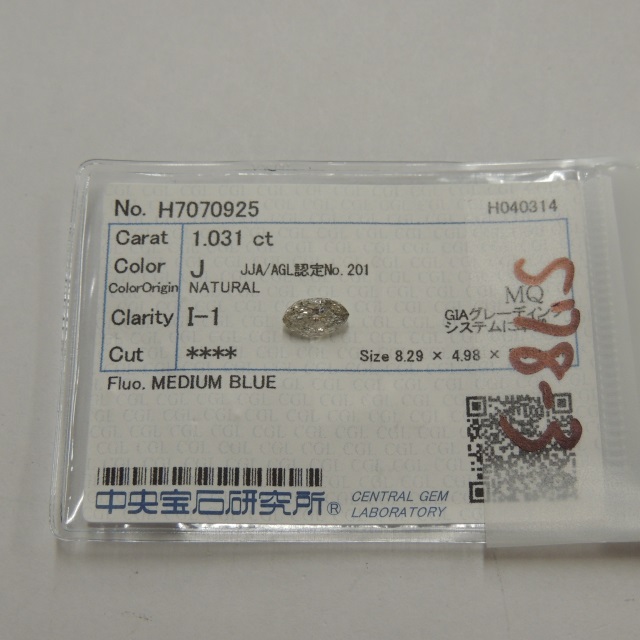 No. H7070925
H040314
Carat 1.031 ct
Color J JJA/AGL認定No.201
ColorOrigin NATURAL
MQ
Clarity I-1
GIAグレーディング
システムに
Cut ****
Size 8.29 × 4.98 ×
Fluo. MEDIUM BLUE
中央宝石研究所® CENTRAL GEM
LABORATORY